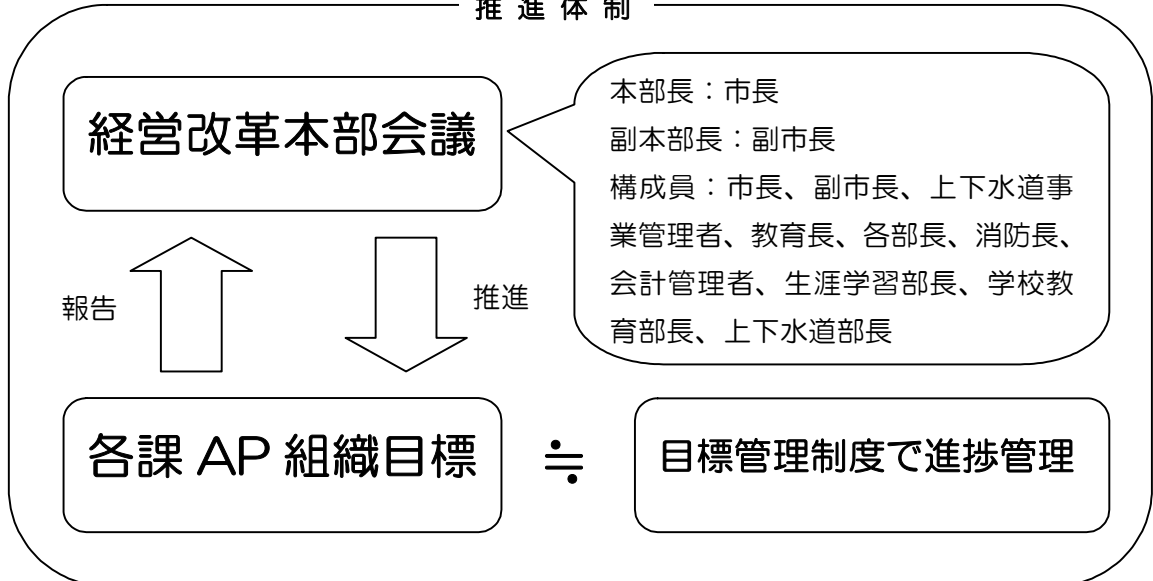 推進体制
経営改革本部会議
本部長：市長
副本部長：副市長
構成員：市長、副市長、上下水道事
業管理者、教育長、各部長、消防長、
会計管理者、生涯学習部長、学校教
育部長、上下水道部長
報告
推進
各課 AP 組織目標
≒
目標管理制度で進捗管理